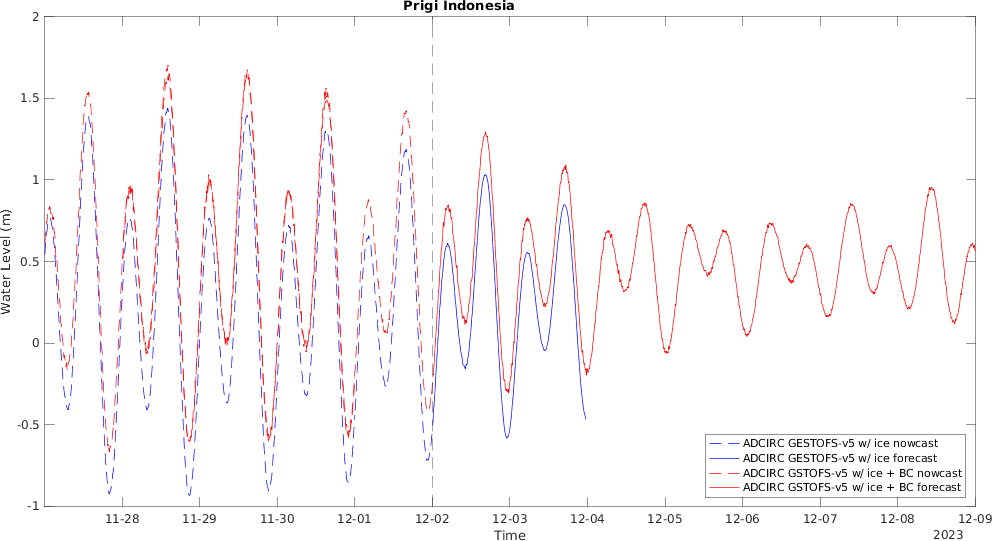 Prigi Indonesia
Water Level (m)
2
1.5
1
0.5
0
-0.5
-1
11-28
11-29
11-30
12-01
12-02
12-03
12-04
12-05
12-06
12-07
12-08
12-09
Time
2023
ADCIRC GESTOFS-v5 w/ ice nowcast
ADCIRC GESTOFS-v5 w/ ice forecast
ADCIRC GSTOFS-v5 w/ ice + BC nowcast
ADCIRC GSTOFS-v5 w/ ice + BC forecast